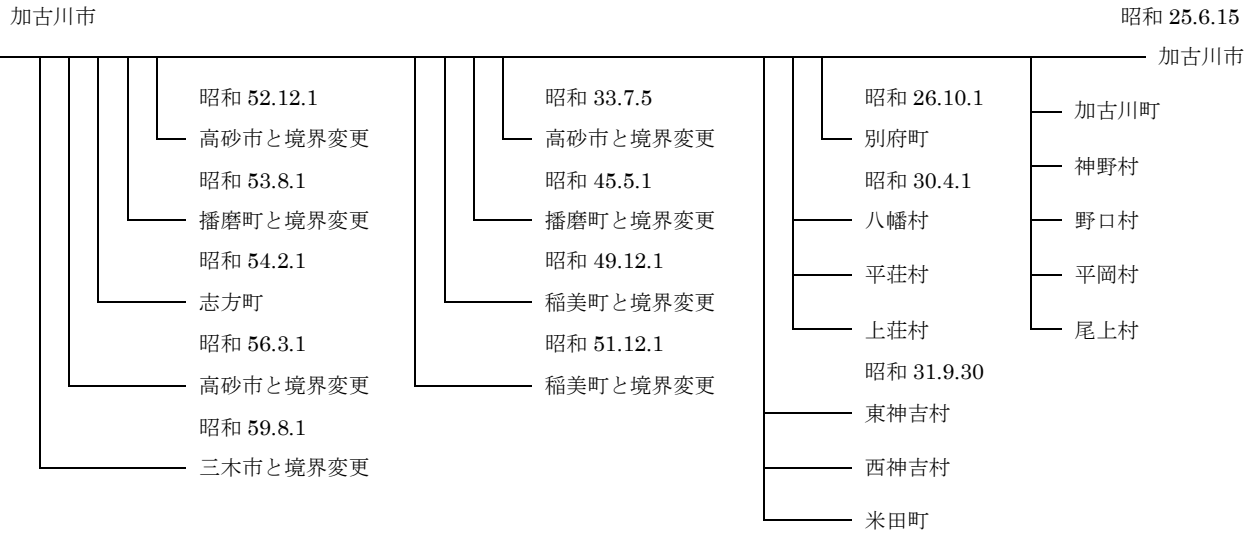 加古川市
昭和 25.6.15
加古川市
昭和 52.12.1
高砂市と境界変更
昭和 53.8.1
播磨町と境界変更
昭和 54.2.1
志方町
昭和 56.3.1
高砂市と境界変更
昭和 59.8.1
三木市と境界変更
昭和 33.7.5
高砂市と境界変更
昭和 45.5.1
播磨町と境界変更
昭和 49.12.1
稲美町と境界変更
昭和 51.12.1
稲美町と境界変更
昭和 26.10.1
別府町
昭和 30.4.1
八幡村
平荘村
上荘村
昭和 31.9.30
東神吉村
西神吉村
米田町
加古川町
神野村
野口村
平岡村
尾上村